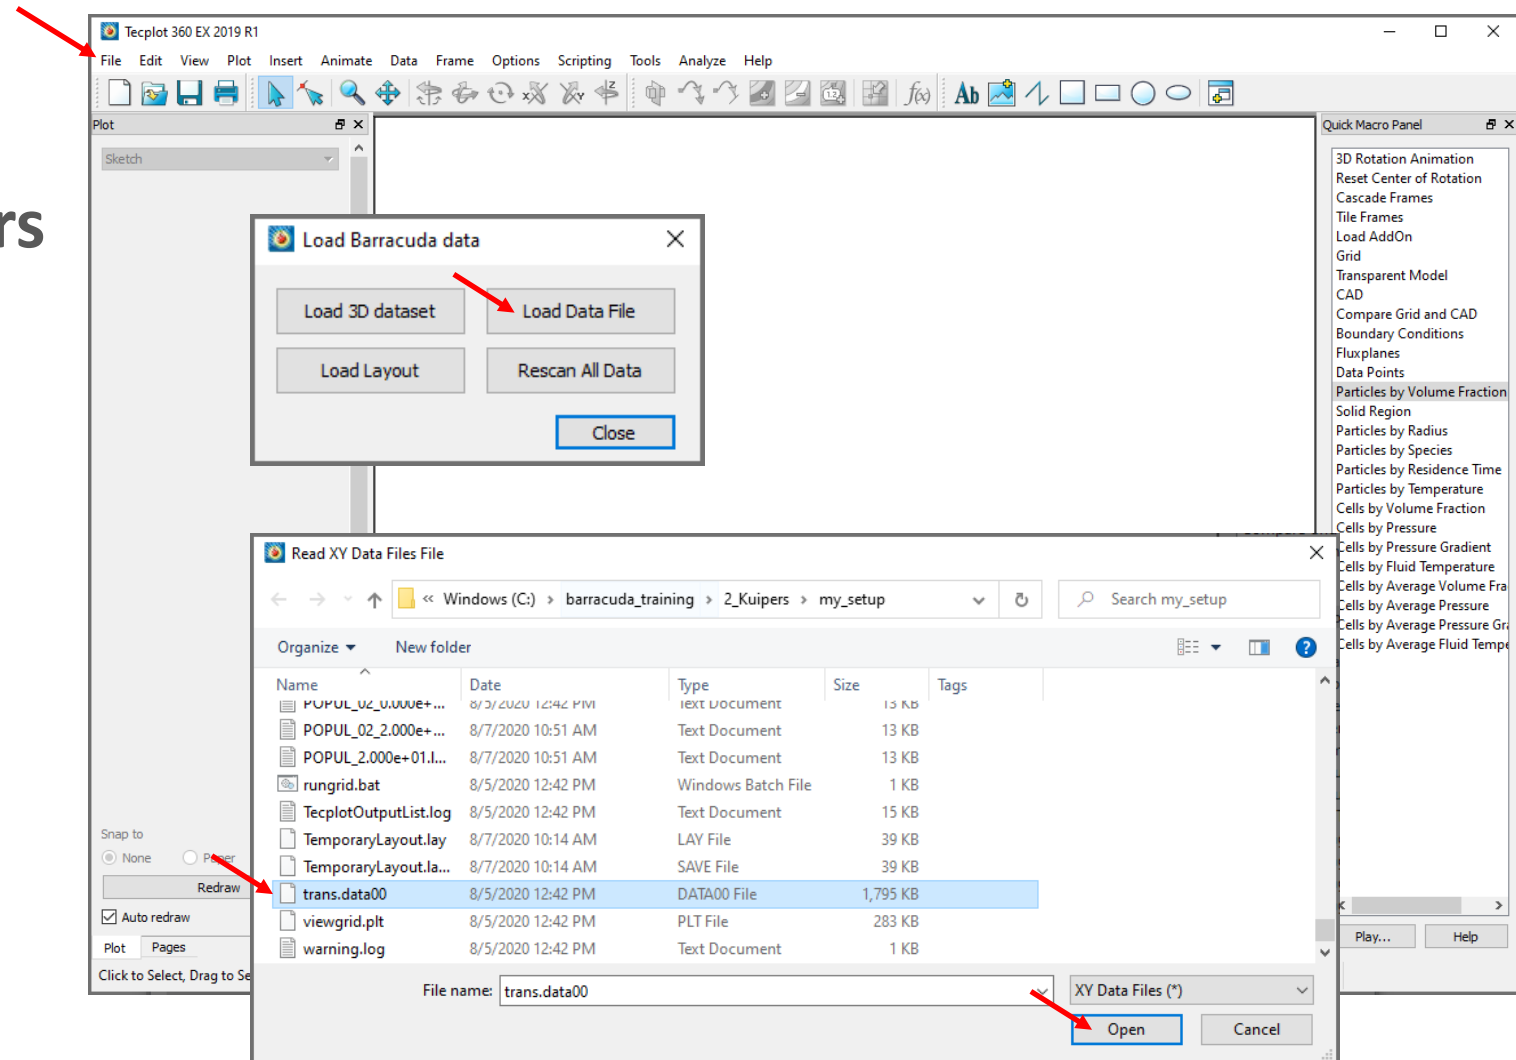 Tecplot 360 EX 2019 R1
File Edit View Plot Insert Animate Data Frame Options Scripting Tools Analyze Help
Ab
Plot
Sketch
rs
Load Barracuda data
Load 3D dataset
Load Data File
Load Layout
Rescan All Data
Close
Quick Macro Panel
3D Rotation Animation
Reset Center of Rotation
Cascade Frames
Tile Frames
Load AddOn
Grid
Transparent Model
CAD
Compare Grid and CAD
Boundary Conditions
Fluxplanes
Data Points
Particles by Volume Fraction
Solid Region
Particles by Radius
Particles by Species
Particles by Residence Time
Particles by Temperature
Cells by Volume Fraction
Cells by Pressure
Cells by Pressure Gradient
Cells by Fluid Temperature
Cells by Average Volume Fra
Cells by Average Pressure
Cells by Average Pressure Gr
Cells by Average Fluid Tempe
Play... Help
Snap to
None Paper
Redraw
Auto redraw
Plot Pages
Click to Select, Drag to Se
Read XY Data Files File
« Windows (C:) › barracuda_training › 2_Kuipers › my_setup
Search my_setup
Organize New folder
Name Date Type Size Tags
POPUL_02_0.000e+... 8/5/2020 12:42 PM Text Document 13 KB
POPUL_02_2.000e+... 8/7/2020 10:51 AM Text Document 13 KB
POPUL_2.000e+01.l... 8/7/2020 10:51 AM Text Document 13 KB
rungrid.bat 8/5/2020 12:42 PM Windows Batch File 1 KB
TecplotOutputList.log 8/5/2020 12:42 PM Text Document 15 KB
TemporaryLayout.lay 8/7/2020 10:14 AM LAY File 39 KB
TemporaryLayout.la... 8/7/2020 10:14 AM SAVE File 39 KB
trans.data00 8/5/2020 12:42 PM DATA00 File 1,795 KB
viewgrid.plt 8/5/2020 12:42 PM PLT File 283 KB
warning.log 8/5/2020 12:42 PM Text Document 1 KB
File name: trans.data00
XY Data Files (*)
Open Cancel